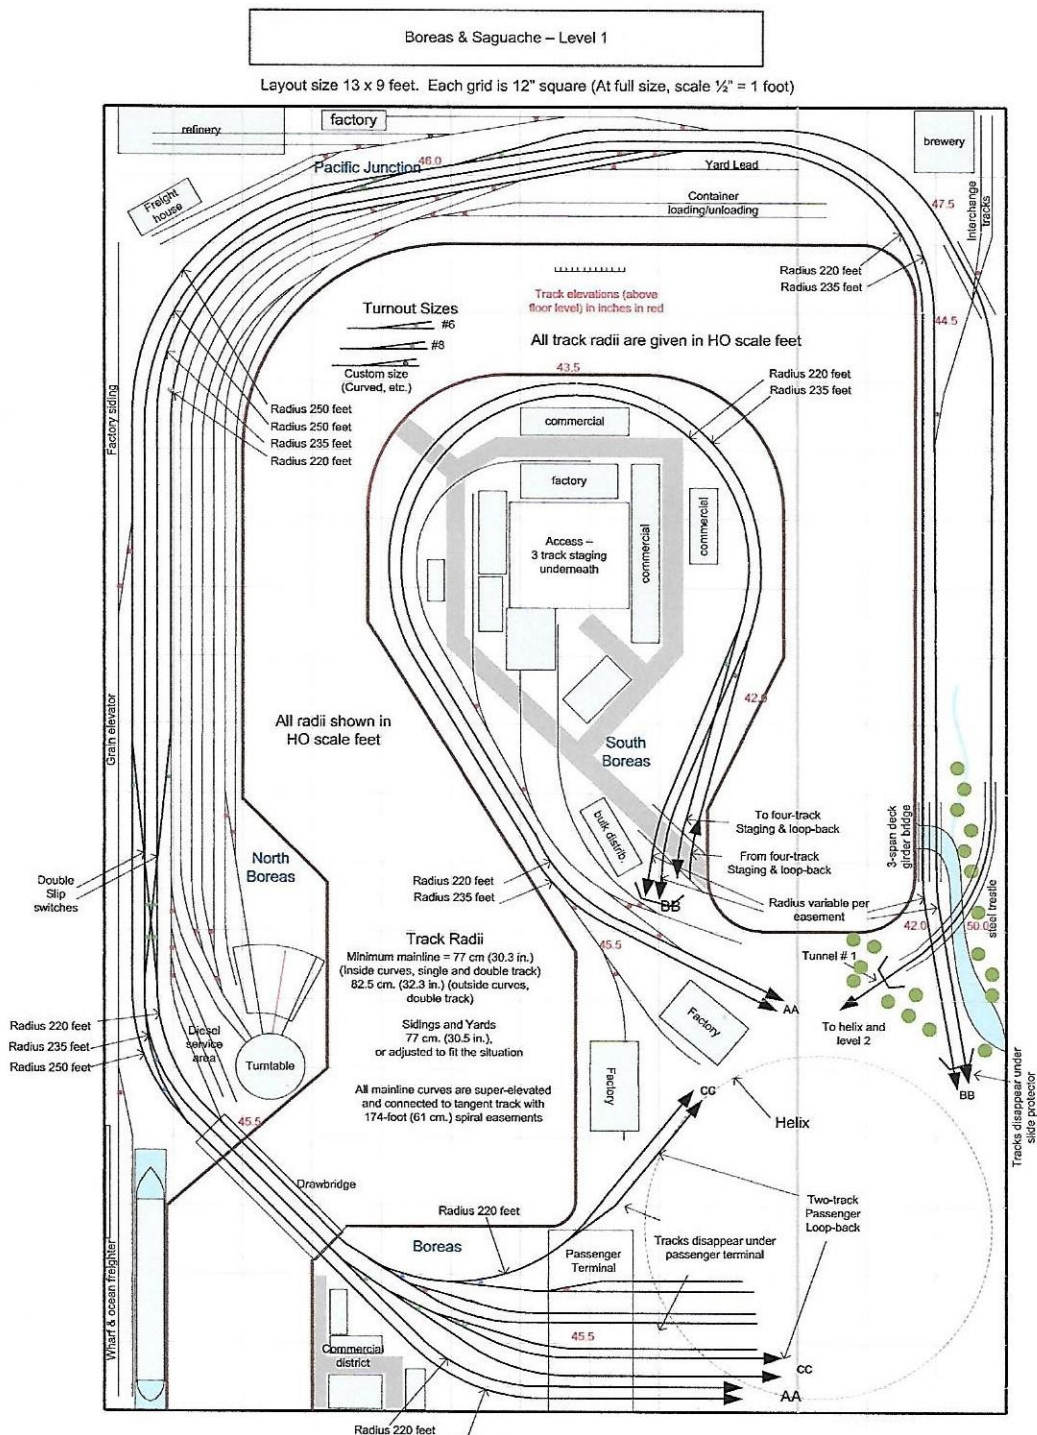 Boreas & Saguache – Level 1
Layout size 13 x 9 feet. Each grid is 12" square (At full size, scale ½" = 1 foot)
refinery
factory
brewery
Pacific Junction
46.0
Yard Lead
Freight
house
Container
loading/unloading
47.5
Interchange
tracks
Radius 220 feet
Radius 235 feet
Turnout Sizes
#6
#8
Custom size
(Curved, etc.)
Track elevations (above
floor level) in inches in red
All track radii are given in HO scale feet
44.5
43.5
Radius 220 feet
Radius 235 feet
Factory siding
Radius 250 feet
Radius 250 feet
Radius 235 feet
Radius 220 feet
commercial
factory
commercial
commercial
Access –
3 track staging
underneath
Grain elevator
All radii shown in
HO scale feet
42.5
South
Boreas
bulk distrib.
To four-track
Staging & loop-back
From four-track
Staging & loop-back
3-span deck
girder bridge
North
Boreas
Double
Slip
switches
Radius 220 feet
Radius 235 feet
BB
Radius variable per
easement
42.0
50.0
steel trestle
Track Radii
Minimum mainline = 77 cm (30.3 in.)
(Inside curves, single and double track)
82.5 cm. (32.3 in.) (outside curves,
double track)
45.5
Tunnel # 1
AA
Sidings and Yards
77 cm. (30.5 in.),
or adjusted to fit the situation
Factory
To helix and
level 2
Radius 220 feet
Radius 235 feet
Radius 250 feet
Diesel
service
area
Turntable
Factory
CC
BB
Tracks disappear under
slide protector
All mainline curves are super-elevated
and connected to tangent track with
174-foot (61 cm.) spiral easements
Helix
45.5
Drawbridge
Two-track
Passenger
Loop-back
Radius 220 feet
Boreas
Passenger
Terminal
Tracks disappear under
passenger terminal
Wharf & ocean freighter
45.5
Commercial
district
CC
AA
Radius 220 feet